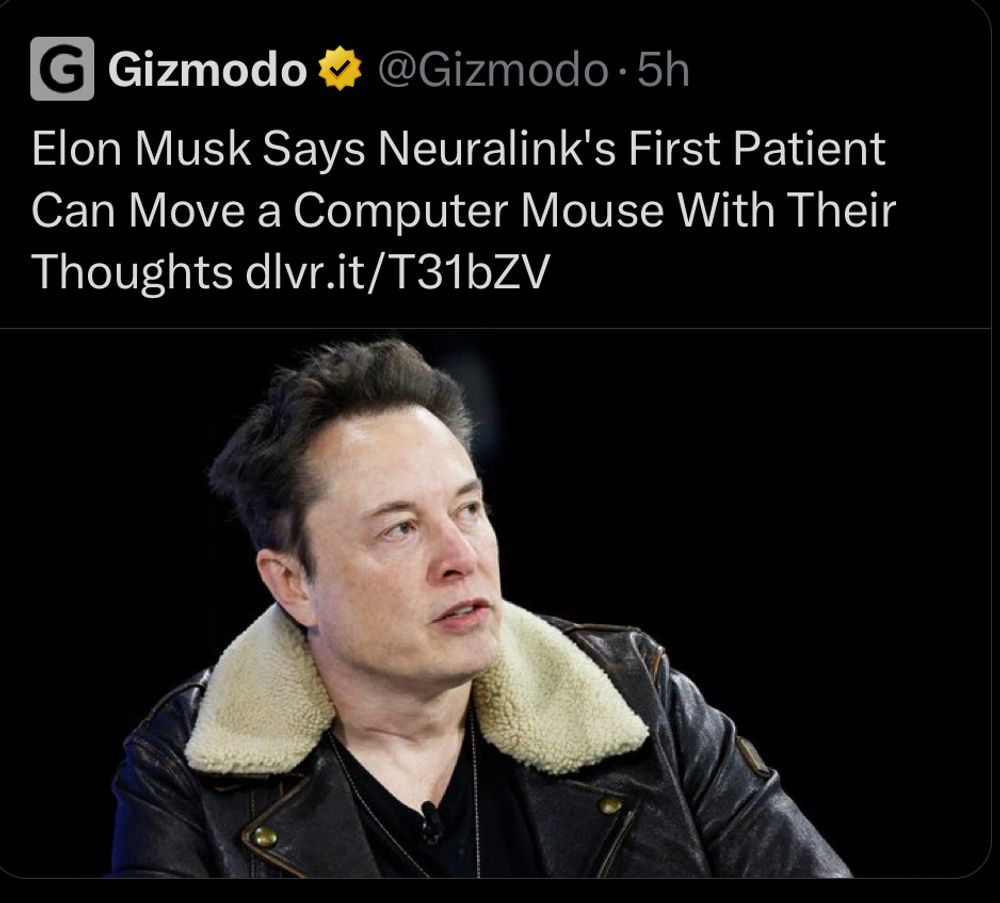 G Gizmodo @Gizmodo · 5h
Elon Musk Says Neuralink's First Patient
Can Move a Computer Mouse With Their
Thoughts dlvr.it/T31bZV